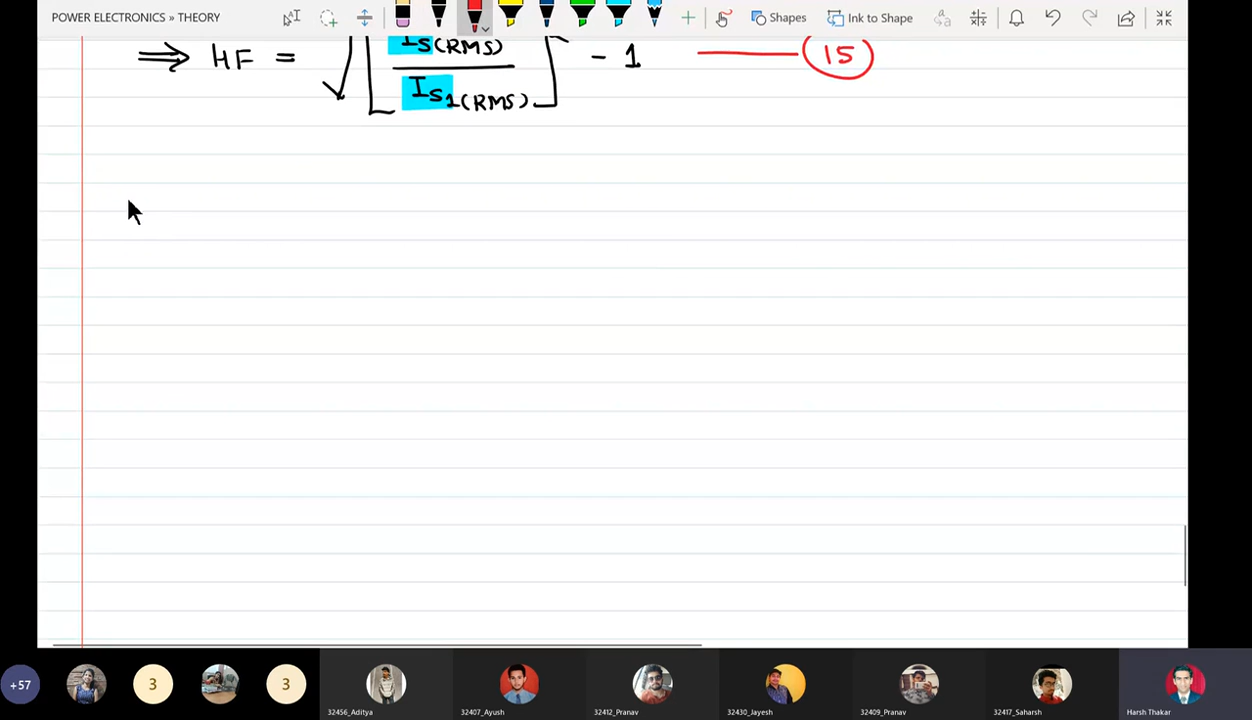 POWER ELECTRONICS » THEORY
Shapes
Ink to Shape
⟹ HF = √[ Is(RMS) / Is1(RMS) ] - 1 ——— 15
+57
3
3
32456_Aditya
32407_Ayush
32412_Pranav
32430_Jayesh
32409_Pranav
32417_Saharsh
Harsh Thakar